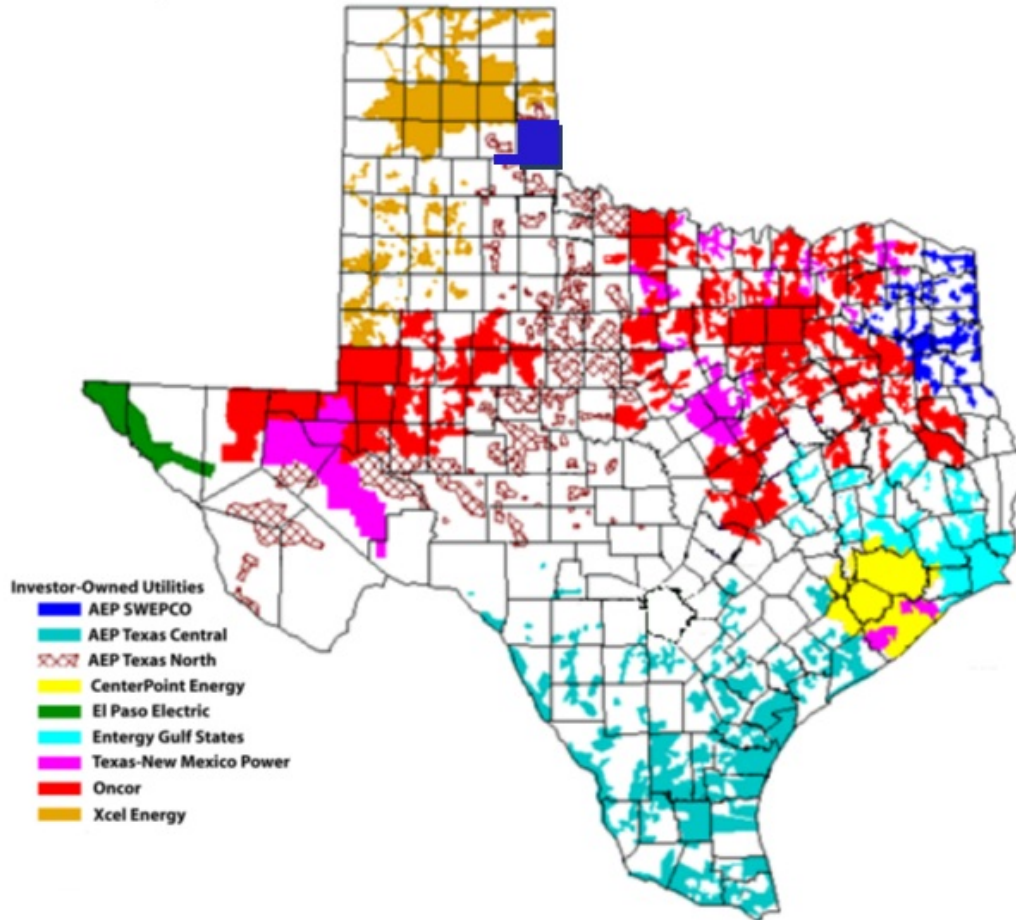 Investor-Owned Utilities
AEP SWEPCO
AEP Texas Central
AEP Texas North
CenterPoint Energy
El Paso Electric
Entergy Gulf States
Texas-New Mexico Power
Oncor
Xcel Energy